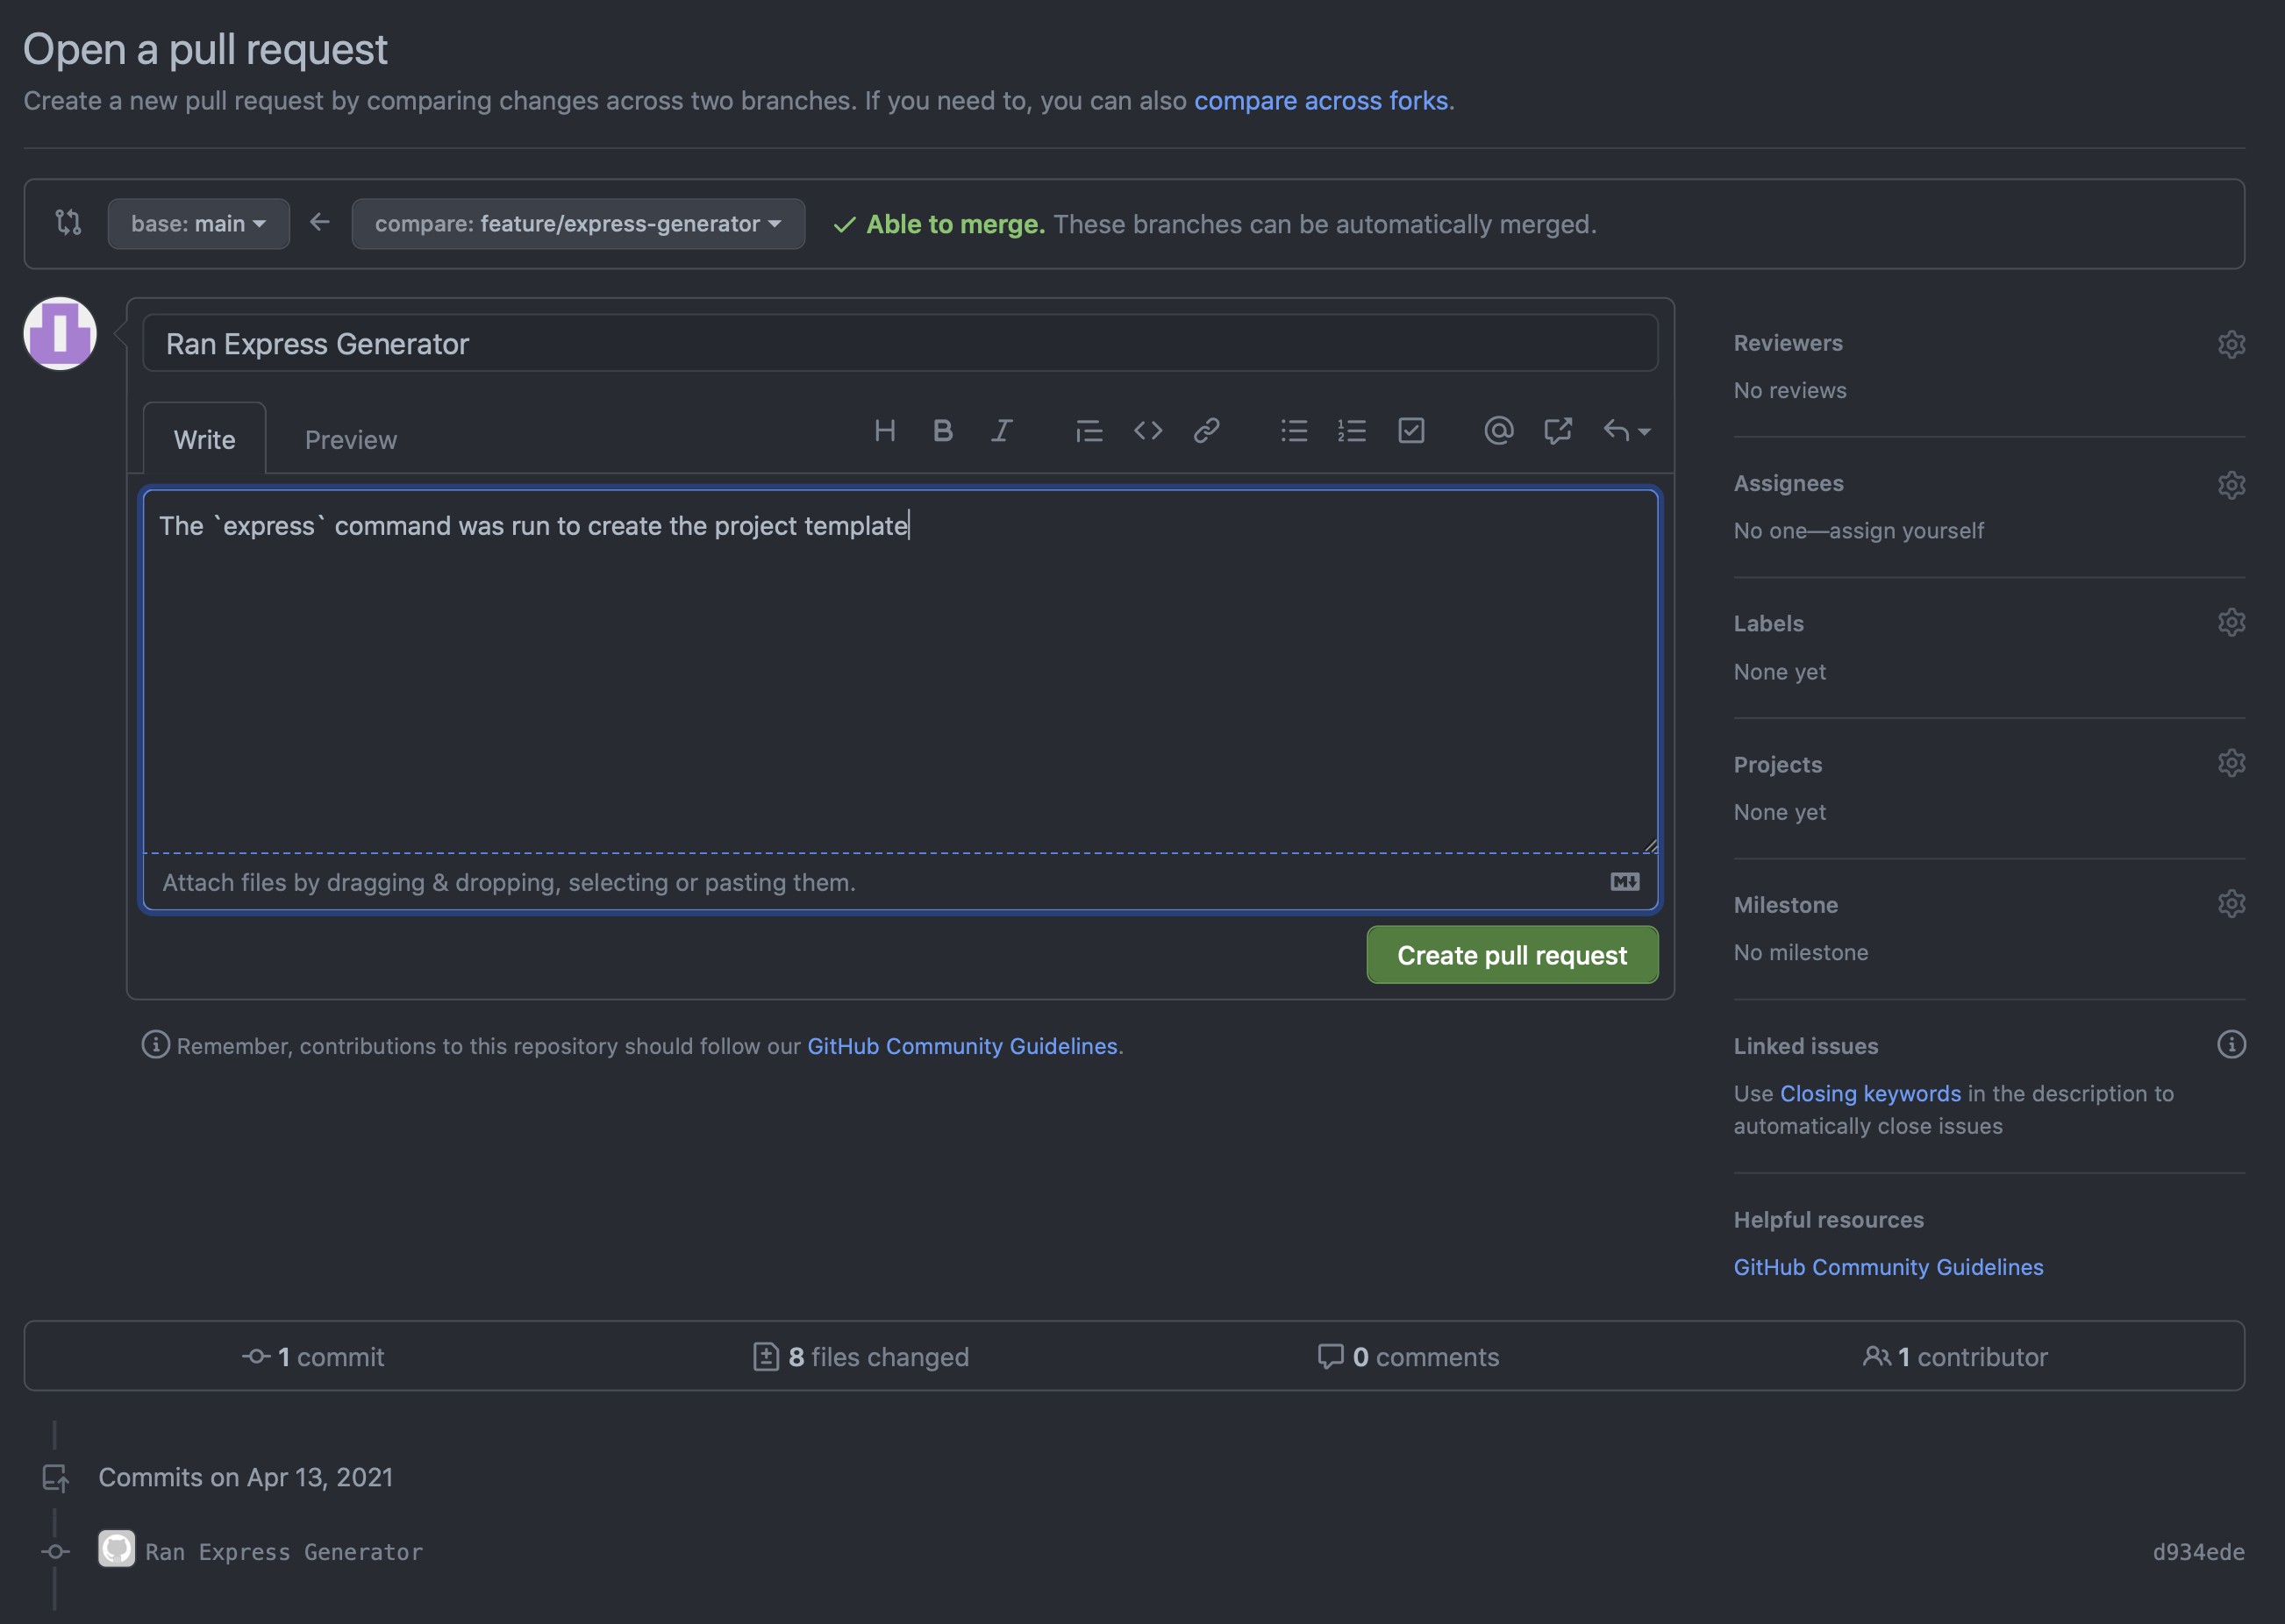 Open a pull request
Create a new pull request by comparing changes across two branches. If you need to, you can also compare across forks.
base: main
compare: feature/express-generator
Able to merge. These branches can be automatically merged.
Ran Express Generator
Write
Preview
The `express` command was run to create the project template
Attach files by dragging & dropping, selecting or pasting them.
Create pull request
Remember, contributions to this repository should follow our GitHub Community Guidelines.
Reviewers
No reviews
Assignees
No one—assign yourself
Labels
None yet
Projects
None yet
Milestone
No milestone
Linked issues
Use Closing keywords in the description to
automatically close issues
Helpful resources
GitHub Community Guidelines
1 commit
8 files changed
0 comments
1 contributor
Commits on Apr 13, 2021
Ran Express Generator
d934ede